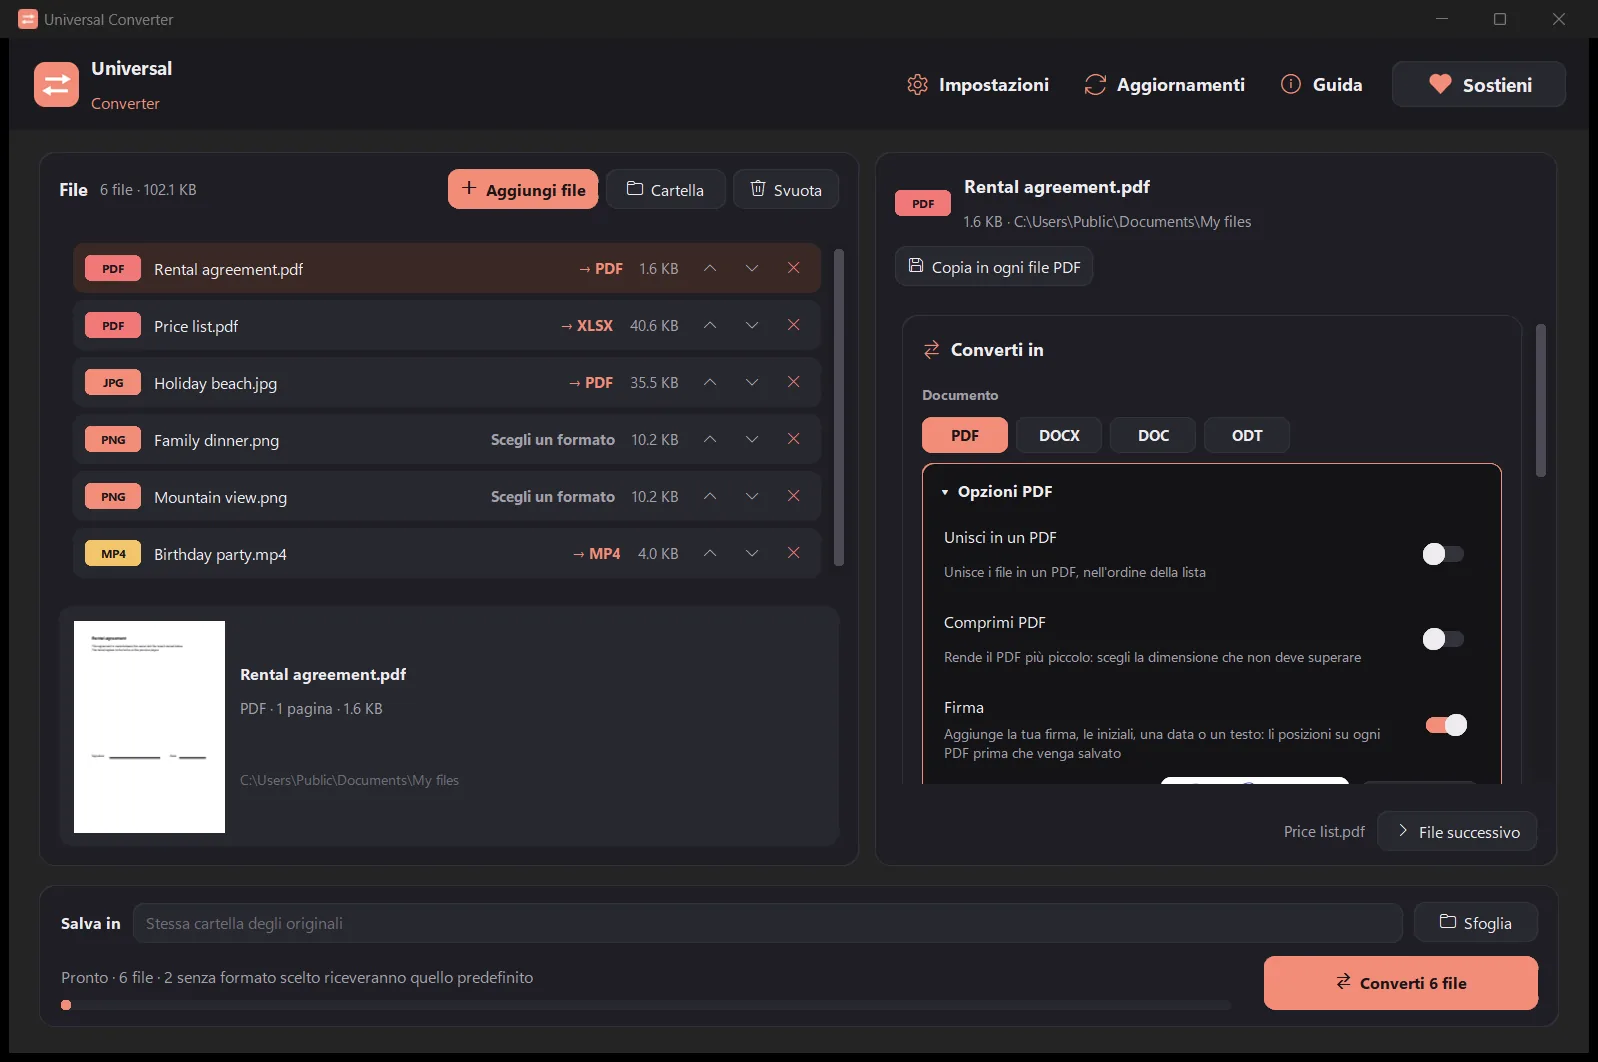 Universal Converter
Universal
Converter
Impostazioni
Aggiornamenti
Guida
Sostieni
File
6 file · 102.1 KB
Aggiungi file
Cartella
Svuota
PDF
Rental agreement.pdf
→ PDF
1.6 KB
PDF
Price list.pdf
→ XLSX
40.6 KB
JPG
Holiday beach.jpg
→ PDF
35.5 KB
PNG
Family dinner.png
Scegli un formato
10.2 KB
PNG
Mountain view.png
Scegli un formato
10.2 KB
MP4
Birthday party.mp4
→ MP4
4.0 KB
Rental agreement
Rental agreement.pdf
PDF · 1 pagina · 1.6 KB
C:\Users\Public\Documents\My files
PDF
Rental agreement.pdf
1.6 KB · C:\Users\Public\Documents\My files
Copia in ogni file PDF
Converti in
Documento
PDF
DOCX
DOC
ODT
Opzioni PDF
Unisci in un PDF
Unisce i file in un PDF, nell'ordine della lista
Comprimi PDF
Rende il PDF più piccolo: scegli la dimensione che non deve superare
Firma
Aggiunge la tua firma, le iniziali, una data o un testo: li posizioni su ogni
PDF prima che venga salvato
Price list.pdf
File successivo
Salva in
Stessa cartella degli originali
Sfoglia
Pronto · 6 file · 2 senza formato scelto riceveranno quello predefinito
Converti 6 file